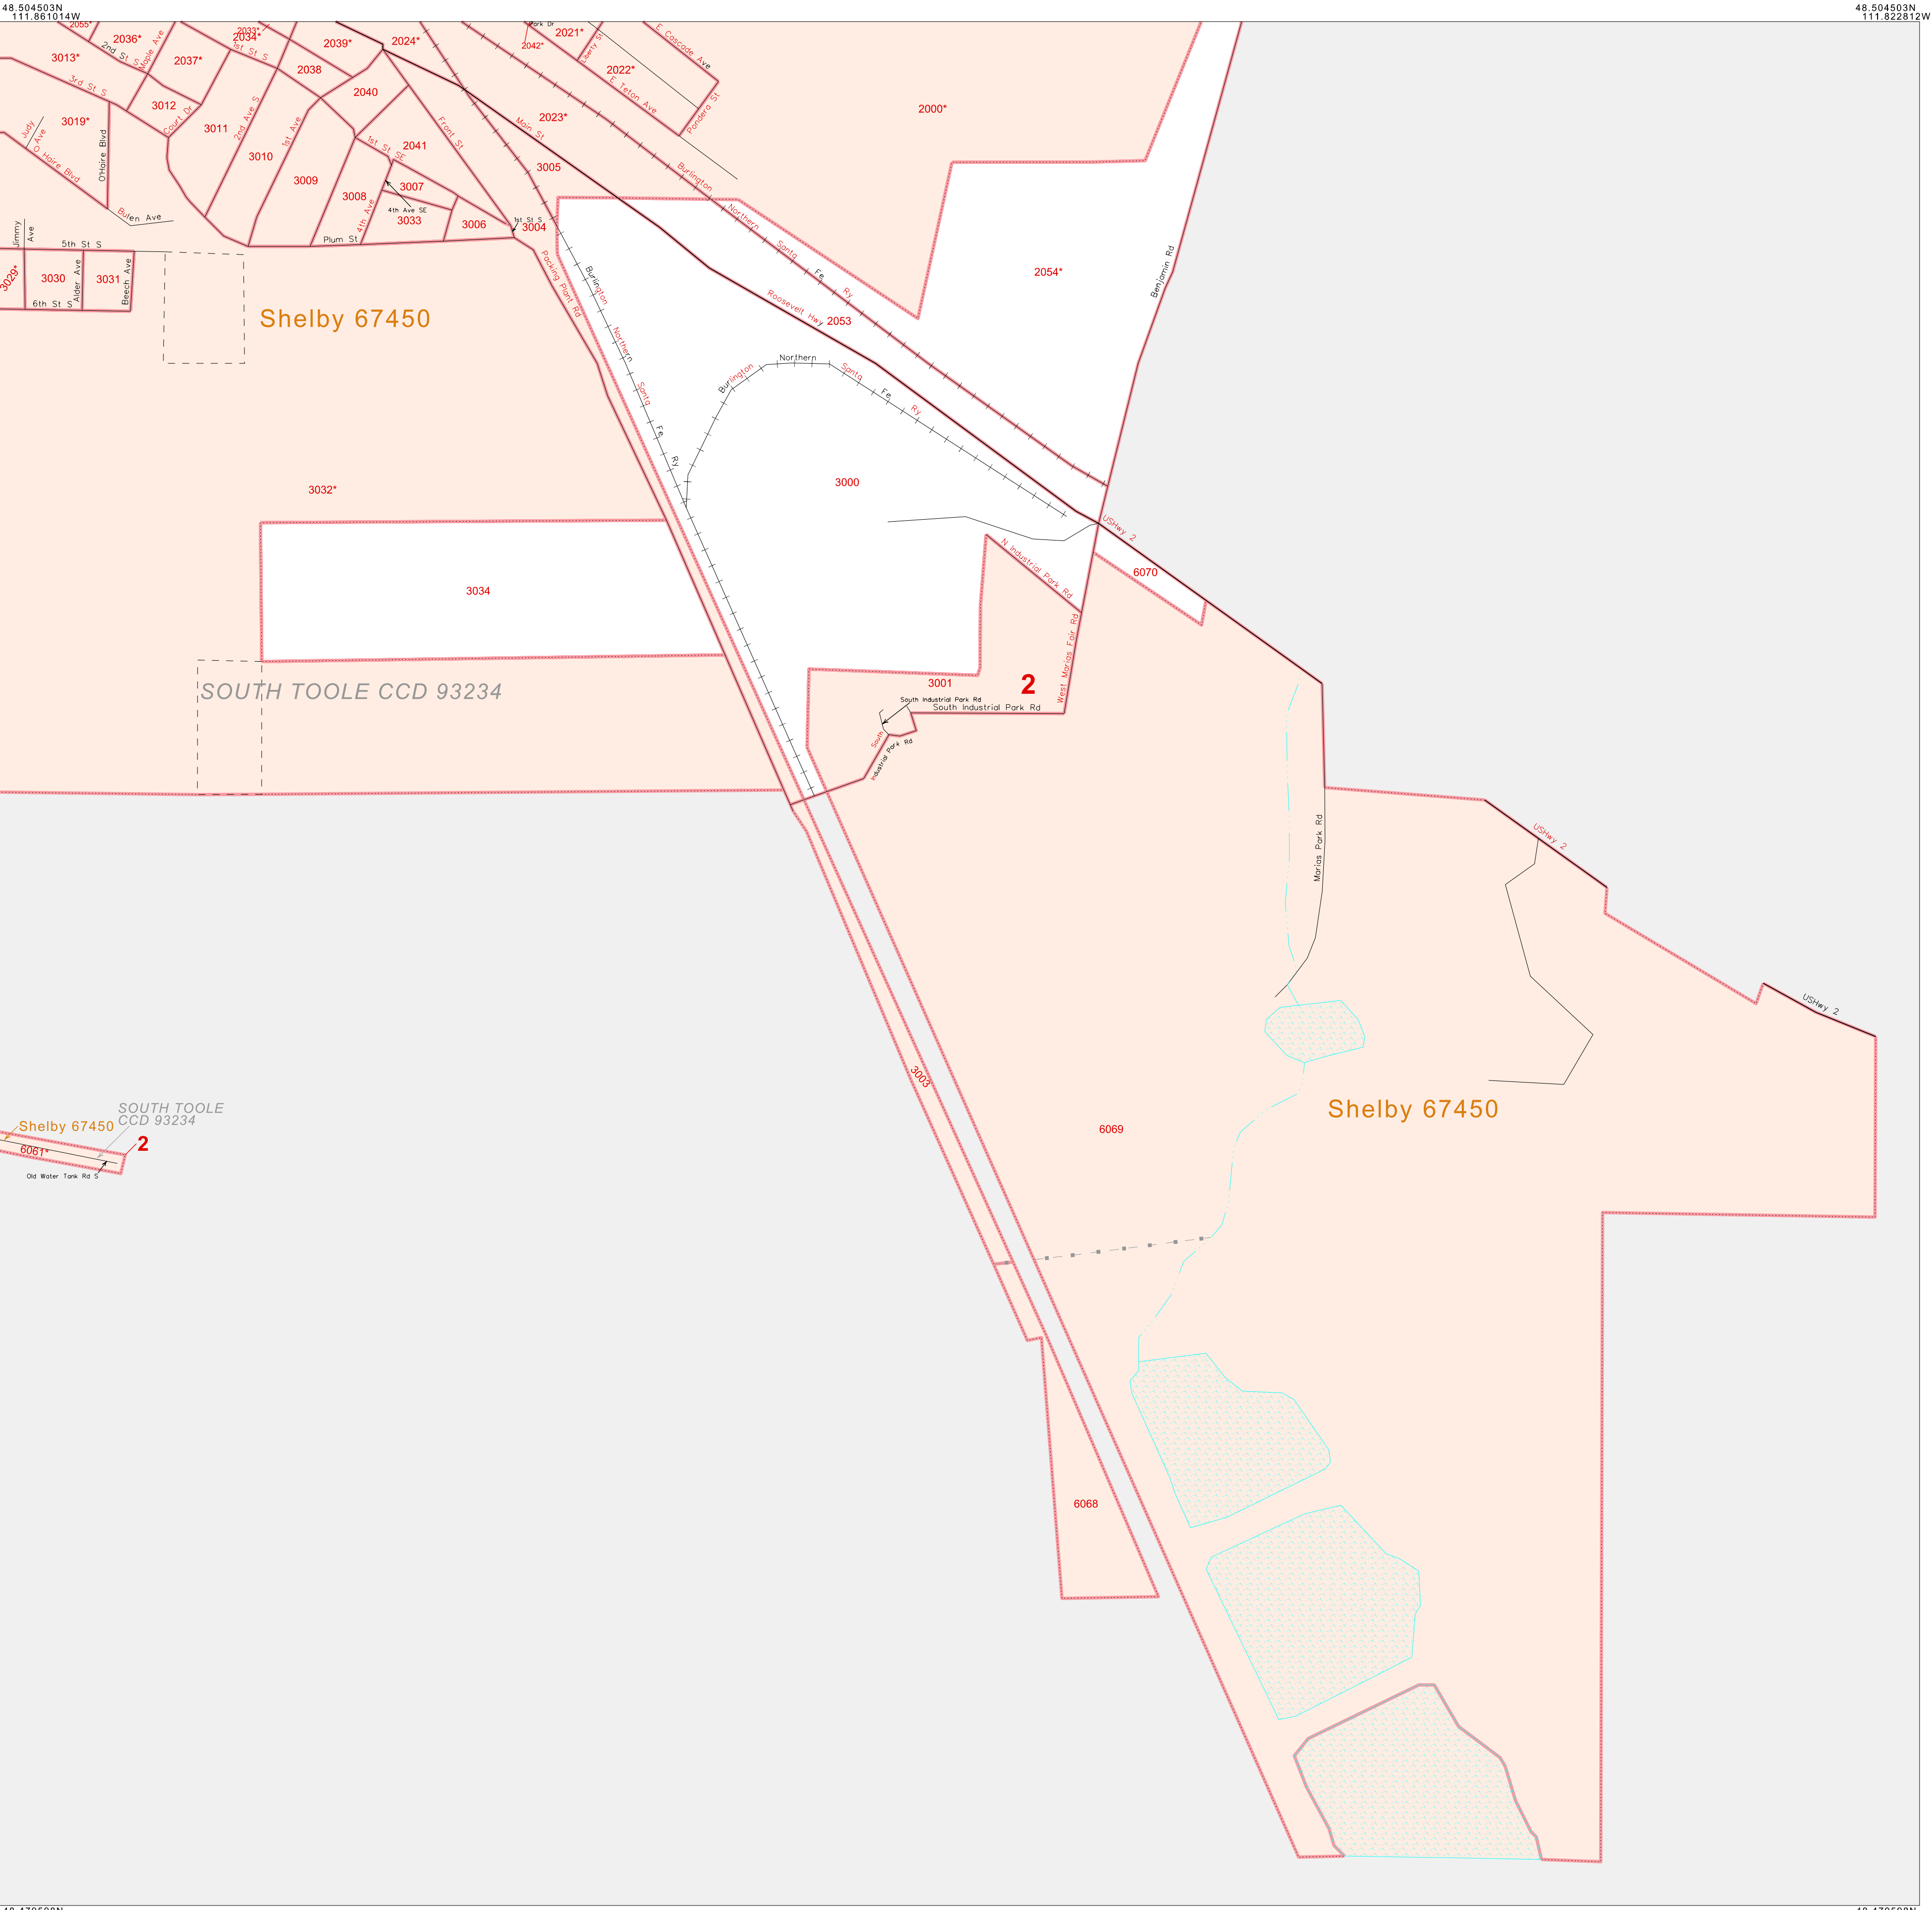 48.504503N
111.861014W
48.504503N
111.822812W
2055*
2nd St S
2036*
Maple Ave
2033*
2034*
1st St S
2037*
2039*
2024*
Park Dr
2042*
2021*
Liberty St
E Cascade Ave
2022*
E Teton Ave
Pondera St
3013*
3rd St S
2038
2040
3012
Court Dr
2000*
3019*
Judy Ave
O Haire Blvd
O'Haire Blvd
3011
2nd Ave S
1st Ave
Front St
Main St
2023*
3010
2041
1st St SE
3005
Burlington Northern Santa Fe Ry
3009
3008
3007
4th Ave SE
3033
3006
4th Ave
1st St S
3004
Bulen Ave
Jimmy Ave
5th St S
Plum St
3029*
3030
Alder Ave
3031
Beech Ave
6th St S
Packing Plant Rd
Burlington Northern Santa Fe Ry
2054*
Benjamin Rd
Shelby 67450
Roosevelt Hwy
2053
Burlington Northern Santa Fe Ry
3032*
3000
USHwy 2
N Industrial Park Rd
6070
3034
West Marias Fair Rd
SOUTH TOOLE CCD 93234
3001
2
South Industrial Park Rd
South Industrial Park Rd
South Industrial Park Rd
Marias Park Rd
USHwy 2
USHwy 2
3003
SOUTH TOOLE
CCD 93234
Shelby 67450
2
6061*
Old Water Tank Rd S
Shelby 67450
6069
6068